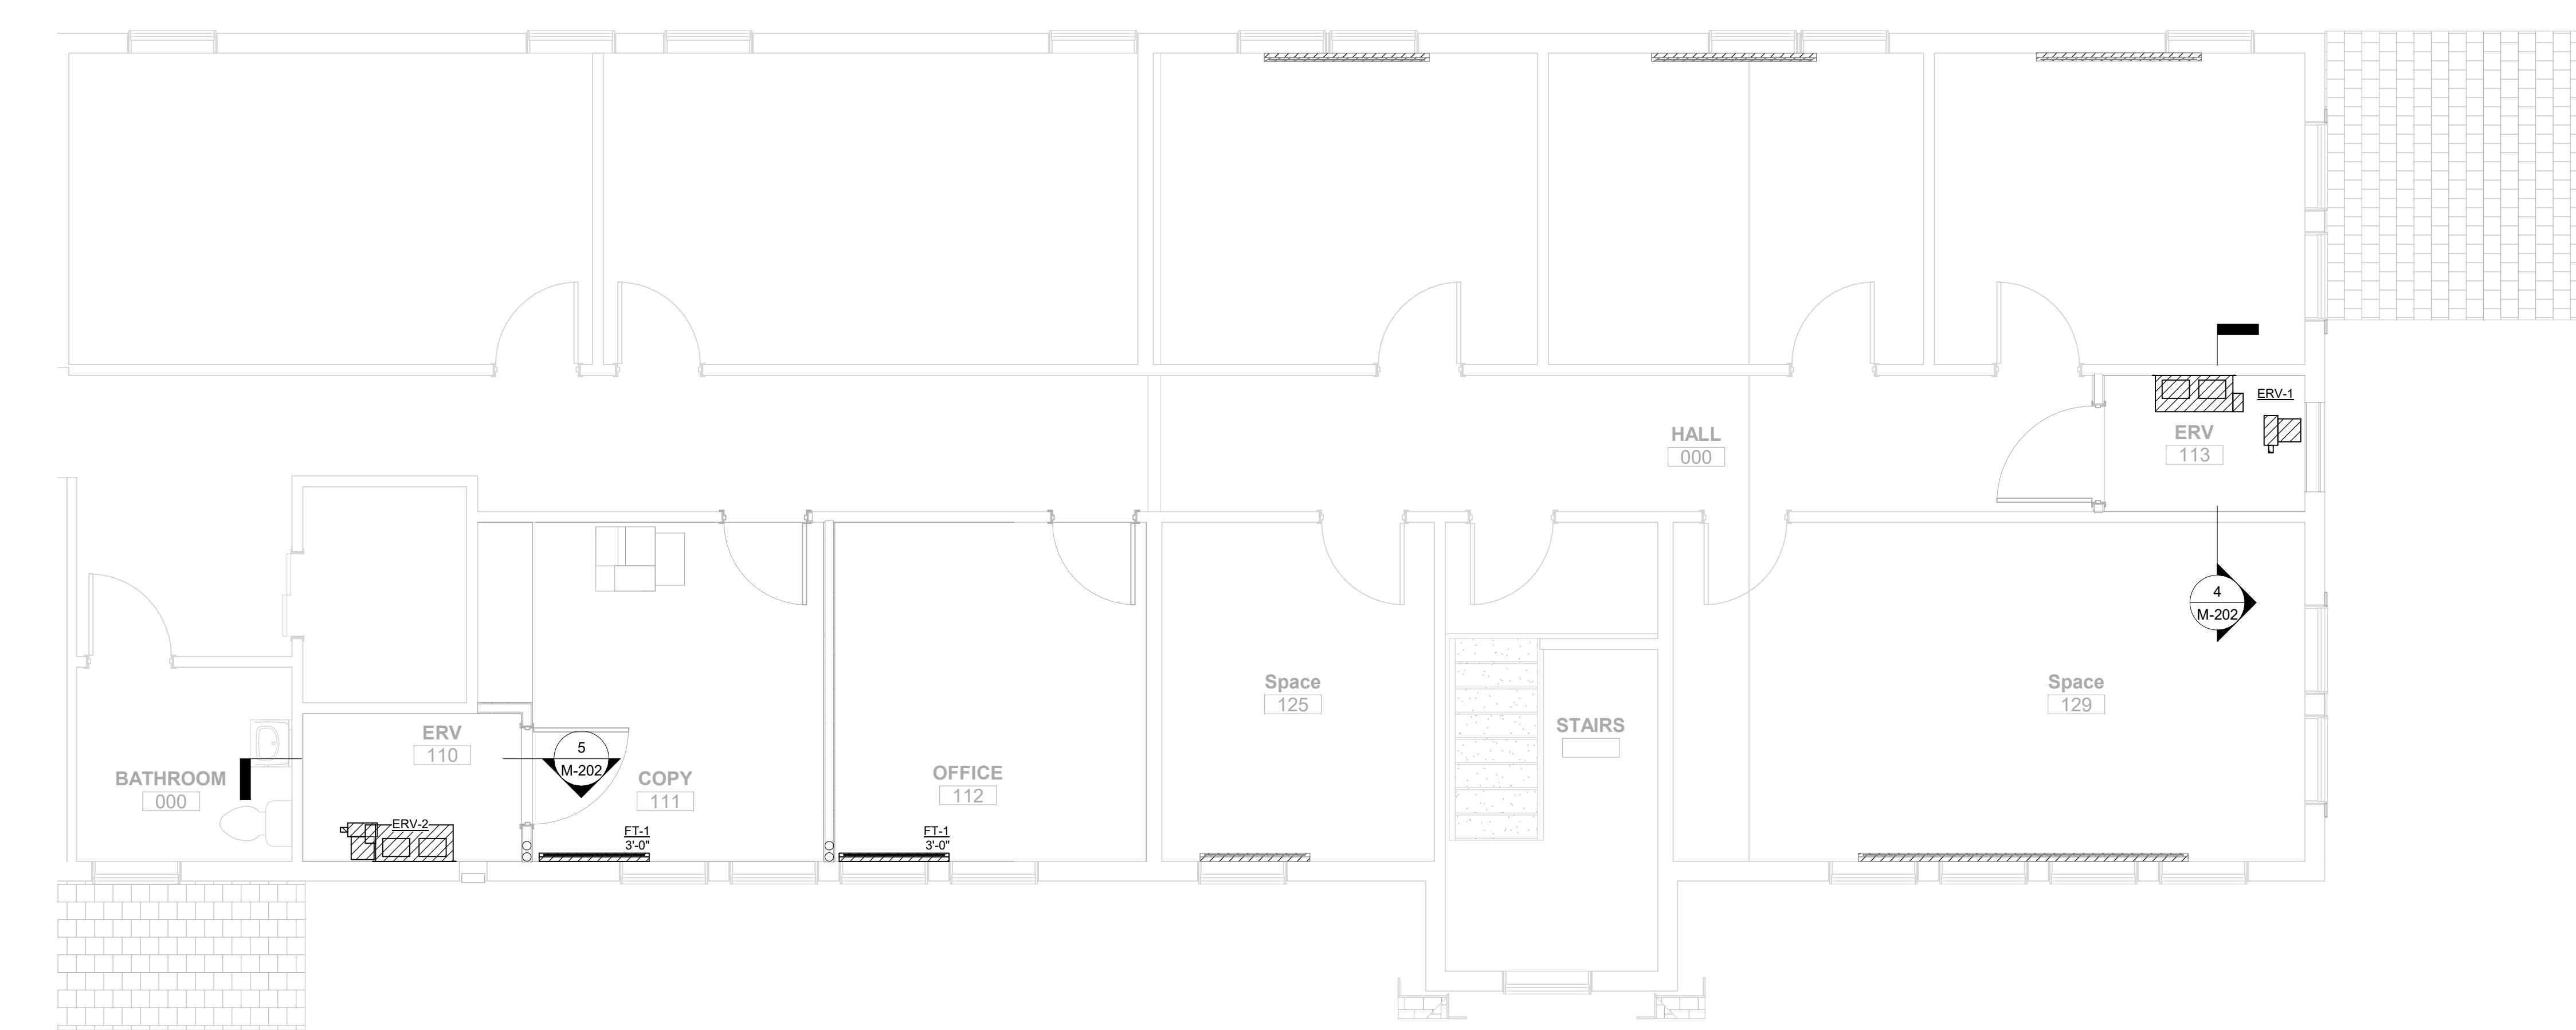 ERV-1
HALL
000
ERV
113
4
M-202
Space
125
Space
129
STAIRS
ERV
110
5
M-202
COPY
111
OFFICE
112
BATHROOM
000
ERV-2
FT-1
3'-0"
FT-1
3'-0"